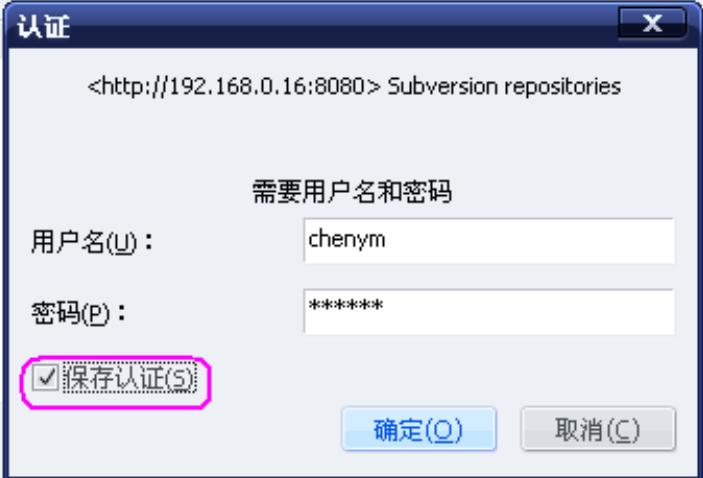 认证
<http://192.168.0.16:8080> Subversion repositories
需要用户名和密码
用户名(U)： chenym
密码(P)： ******
保存认证(S)
确定(O) 取消(C)